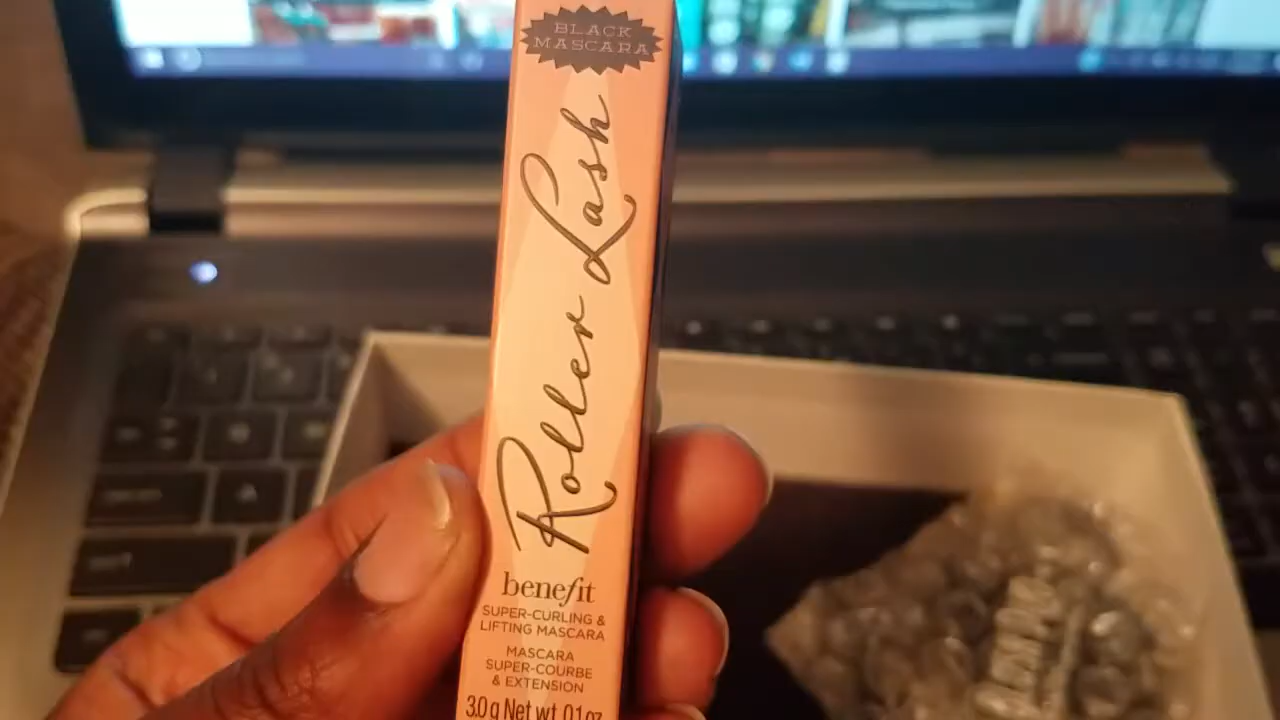 BLACK
MASCARA
Roller Lash
benefit
SUPER-CURLING &
LIFTING MASCARA
MASCARA
SUPER-COURBE
& EXTENSION
3.0 g Net wt. 0.1 oz.